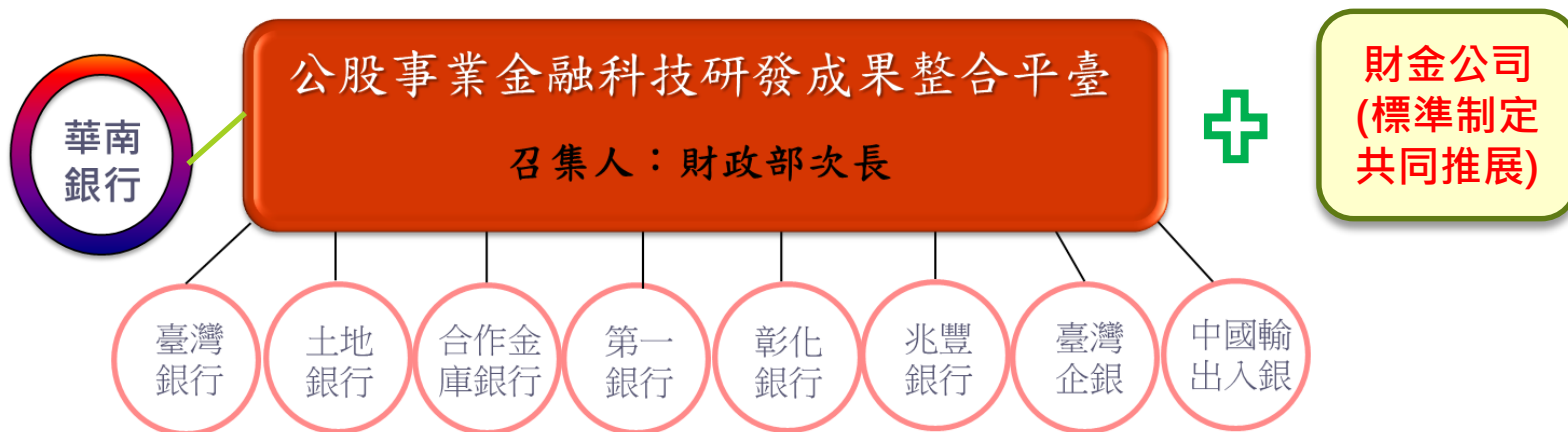 公股事業金融科技研發成果整合平臺
召集人：財政部次長
華南
銀行
財金公司
(標準制定
共同推展)
臺灣
銀行
土地
銀行
合作金
庫銀行
第一
銀行
彰化
銀行
兆豐
銀行
臺灣
企銀
中國輸
出入銀